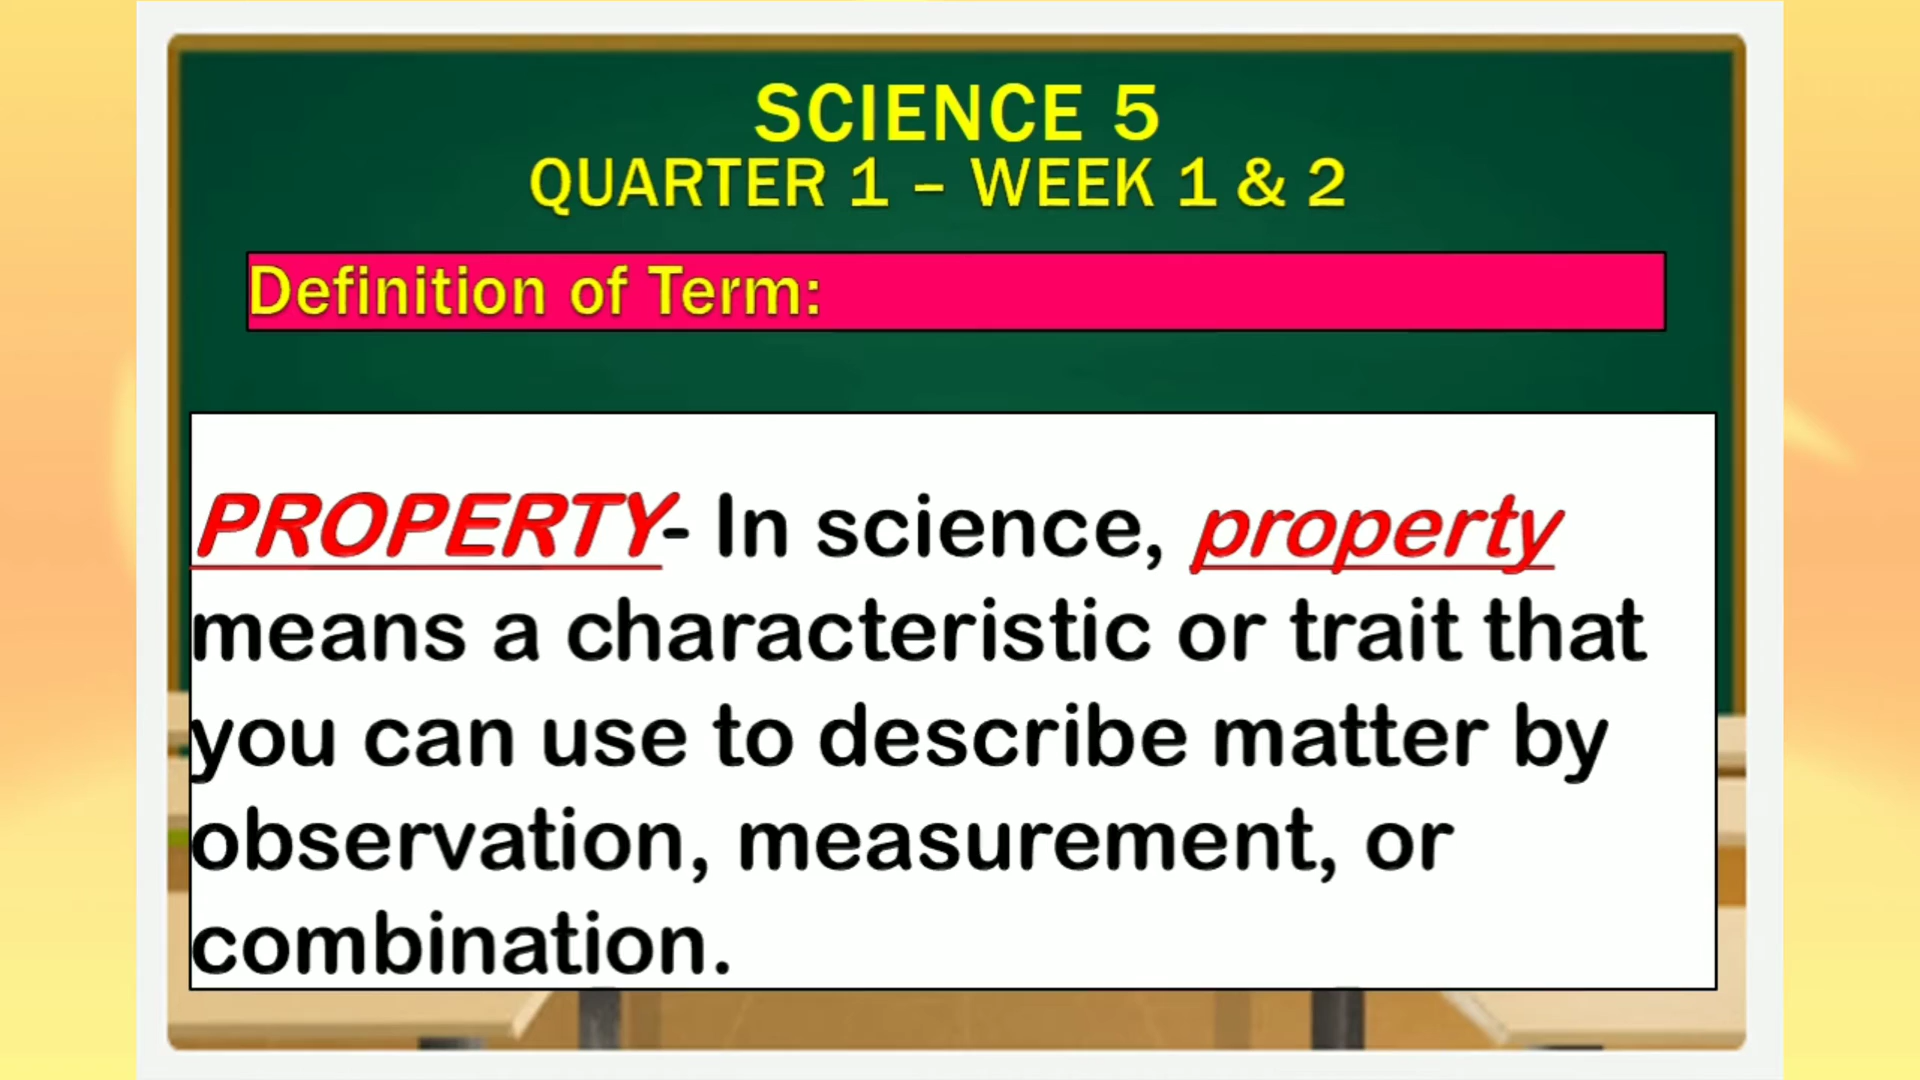 SCIENCE 5
QUARTER 1 – WEEK 1 & 2
Definition of Term:
PROPERTY- In science, property
means a characteristic or trait that
you can use to describe matter by
observation, measurement, or
combination.